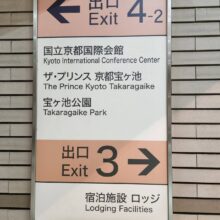 ← 出口 Exit 4-2
国立京都国際会館
Kyoto International Conference Center
ザ・プリンス 京都宝ヶ池
The Prince Kyoto Takaragaike
宝ヶ池公園
Takaragaike Park
出口 Exit 3 →
宿泊施設 ロッジ
Lodging Facilities